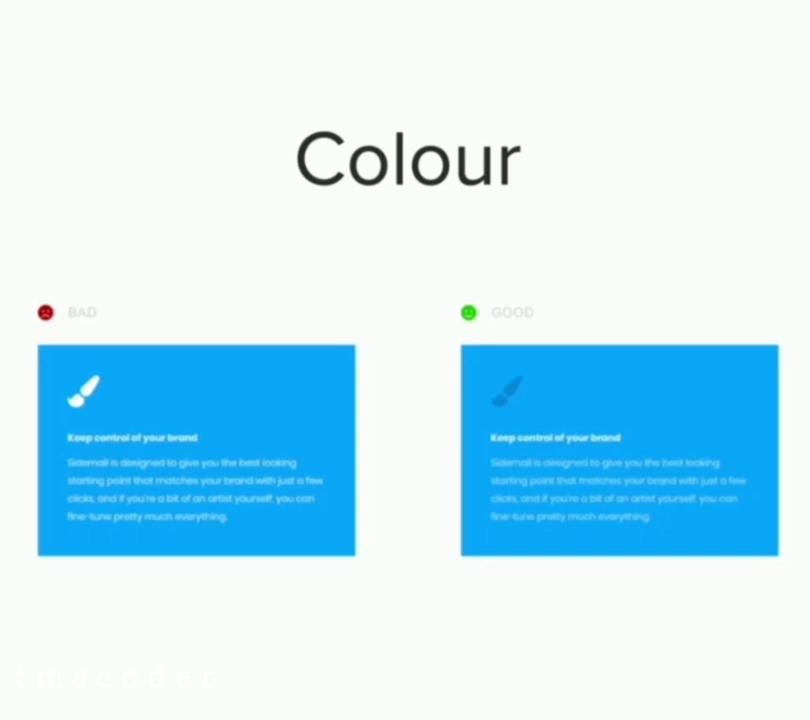 Colour
BAD
GOOD
Keep control of your brand
Sidemail is designed to give you the best looking
starting point that matches your brand with just a few
clicks, and if you're a bit of an artist yourself, you can
fine-tune pretty much everything.
Keep control of your brand
Sidemail is designed to give you the best looking
starting point that matches your brand with just a few
clicks, and if you're a bit of an artist yourself, you can
fine-tune pretty much everything.
tmscoder